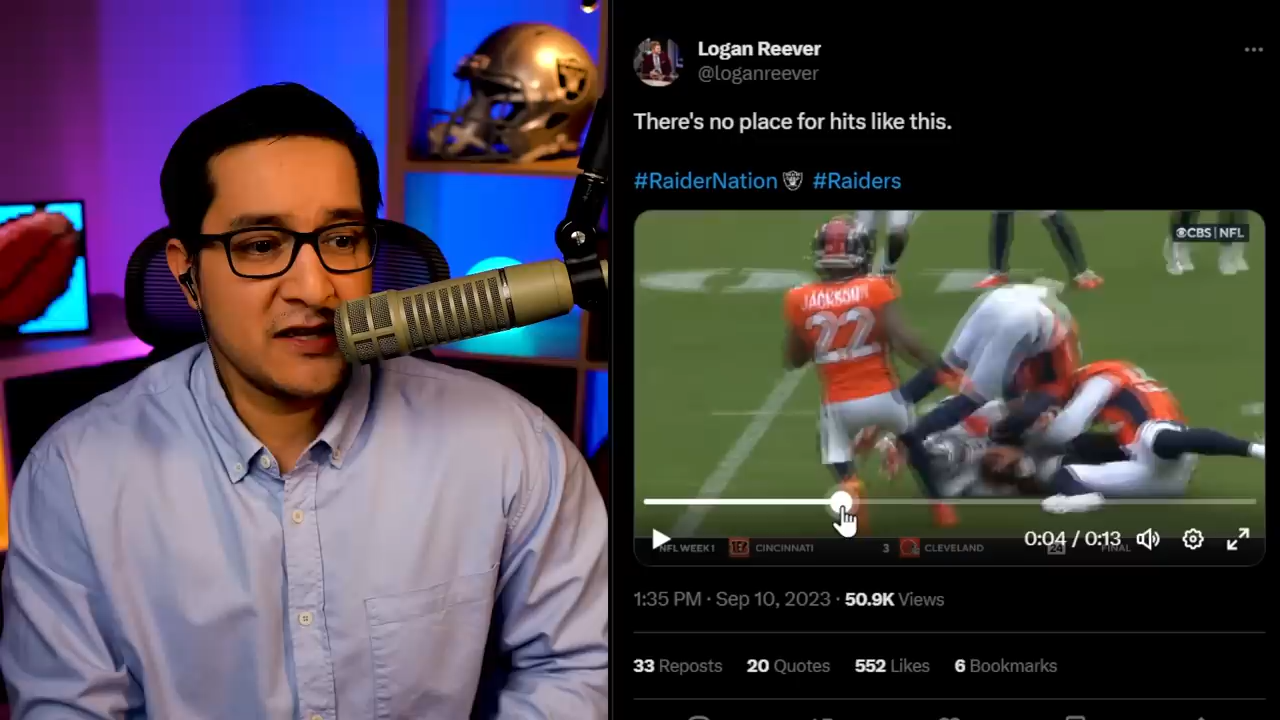 Logan Reever
@loganreever
There's no place for hits like this.
#RaiderNation #Raiders
CBS | NFL
JACKSON
22
0:04 / 0:13
NFL WEEK 1 CINCINNATI 3 CLEVELAND 24 FINAL
1:35 PM · Sep 10, 2023 · 50.9K Views
33 Reposts 20 Quotes 552 Likes 6 Bookmarks